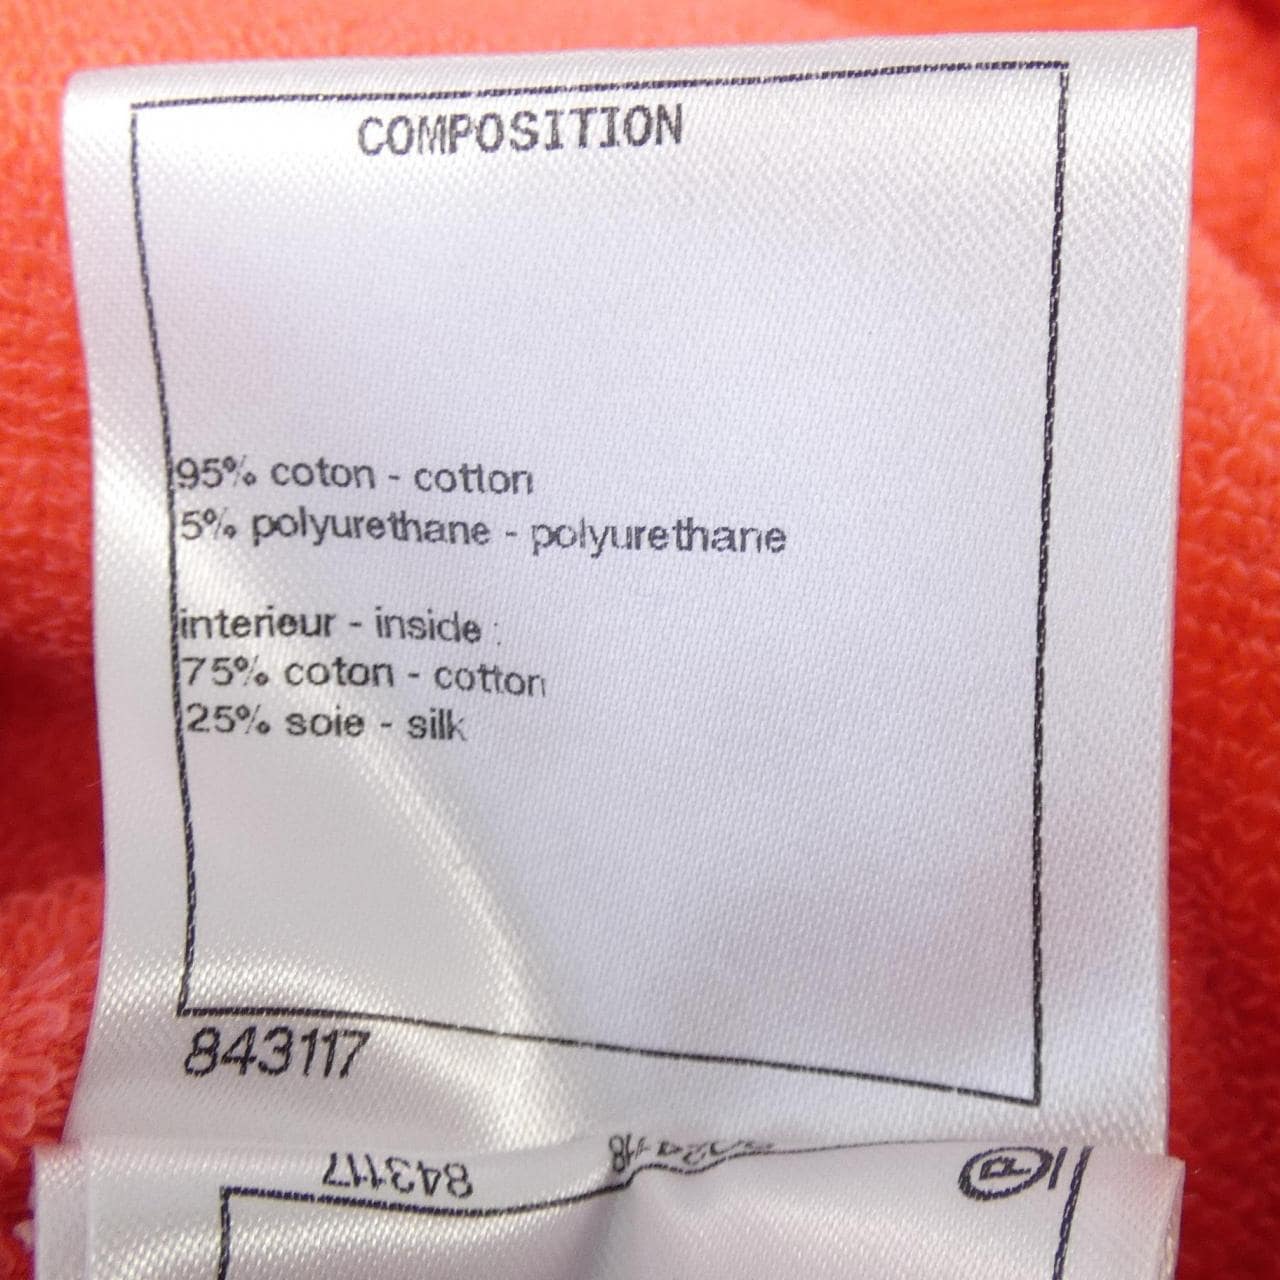 COMPOSITION
95% coton - cotton
5% polyurethane - polyurethane
interieur - inside :
75% coton - cotton
25% soie - silk
843117
843117